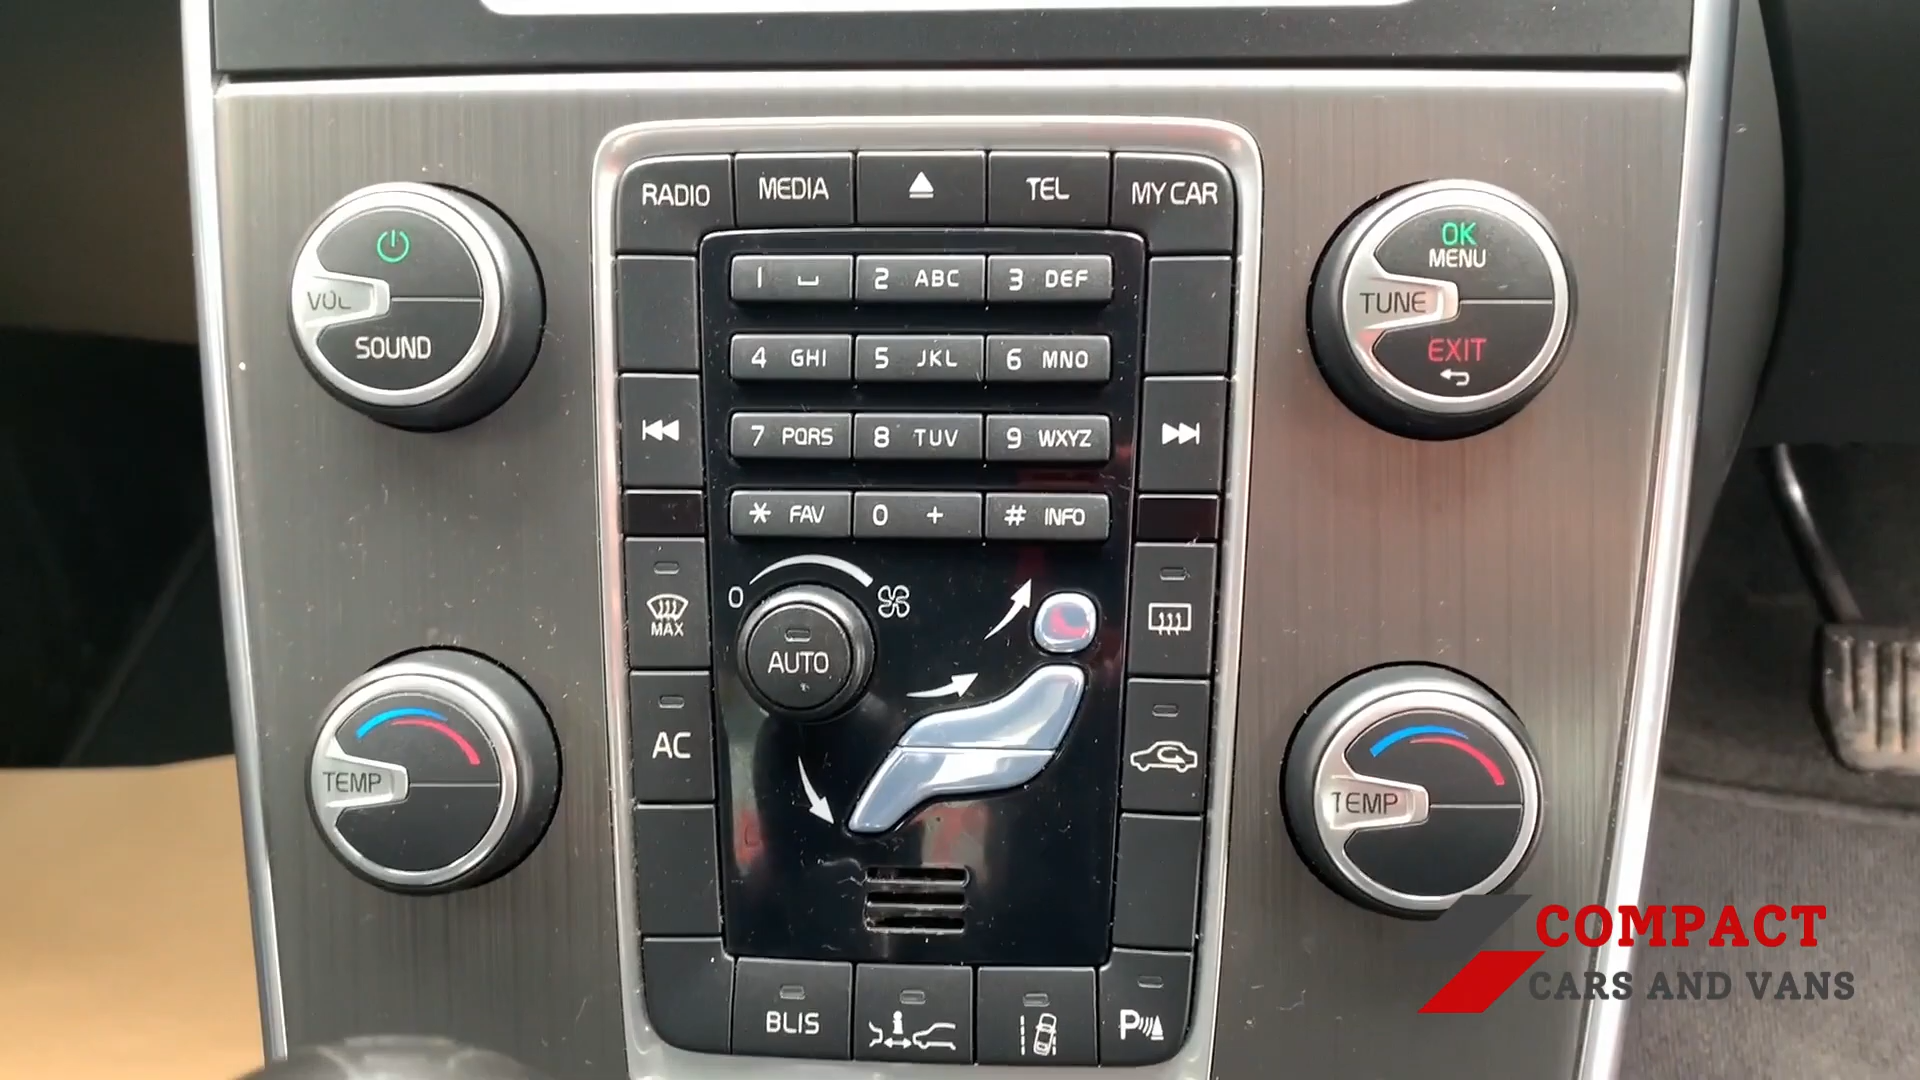 RADIO MEDIA TEL MY CAR
VOL
SOUND
OK
MENU
TUNE
EXIT
1 2 ABC 3 DEF
4 GHI 5 JKL 6 MNO
7 PQRS 8 TUV 9 WXYZ
* FAV 0 + # INFO
0
MAX
AUTO
AC
TEMP
TEMP
BLIS
P
COMPACT
CARS AND VANS